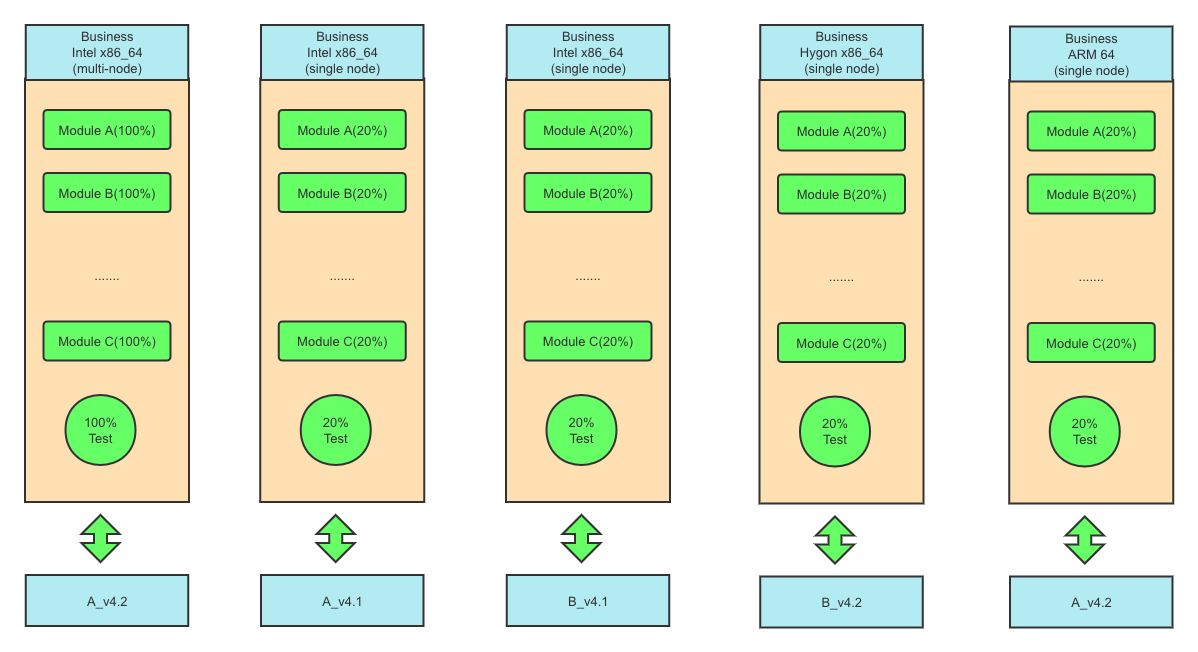 Business
Intel x86_64
(multi-node)
Module A(100%)
Module B(100%)
.......
Module C(100%)
100%
Test
A_v4.2
Business
Intel x86_64
(single node)
Module A(20%)
Module B(20%)
.......
Module C(20%)
20%
Test
A_v4.1
Business
Intel x86_64
(single node)
Module A(20%)
Module B(20%)
.......
Module C(20%)
20%
Test
B_v4.1
Business
Hygon x86_64
(single node)
Module A(20%)
Module B(20%)
.......
Module C(20%)
20%
Test
B_v4.2
Business
ARM 64
(single node)
Module A(20%)
Module B(20%)
.......
Module C(20%)
20%
Test
A_v4.2